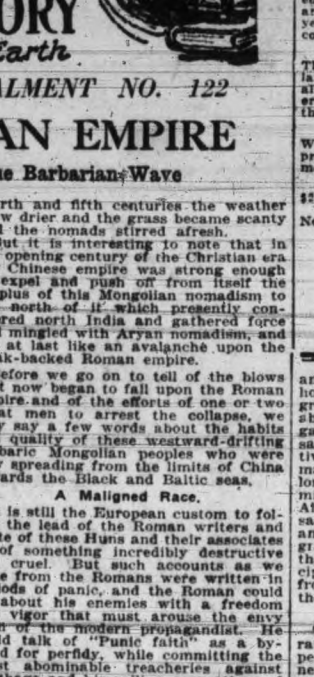 ORY
Earth
ALMENT NO. 122
AN EMPIRE
e Barbarian Wave
rth and fifth centuries the weather
w drier and the grass became scanty
the nomads stirred afresh.
But it is interesting to note that in
opening century of the Christian era
Chinese empire was strong enough
expel and push off from itself the
plus of this Mongolian nomadism to
north of it which presently con-
ered north India and gathered force
mingled with Aryan nomadism, and
at last like an avalanche upon the
ak-backed Roman empire.
efore we go on to tell of the blows
t now began to fall upon the Roman
pire and of the efforts of one or two
at men to arrest the collapse, we
y say a few words about the habits
quality of these westward-drifting
baric Mongolian peoples who were
spreading from the limits of China
ards the Black and Baltic seas.
A Maligned Race.
is still the European custom to fol-
the lead of the Roman writers and
te of these Huns and their associates
of something incredibly destructive
cruel. But such accounts as we
e from the Romans were written in
iods of panic, and the Roman could
about his enemies with a freedom
vigor that must arouse the envy
of the modern propagandist. He
ld talk of "Punic faith" as a by-
d for perfidy, while committing the
st abominable treacheries against